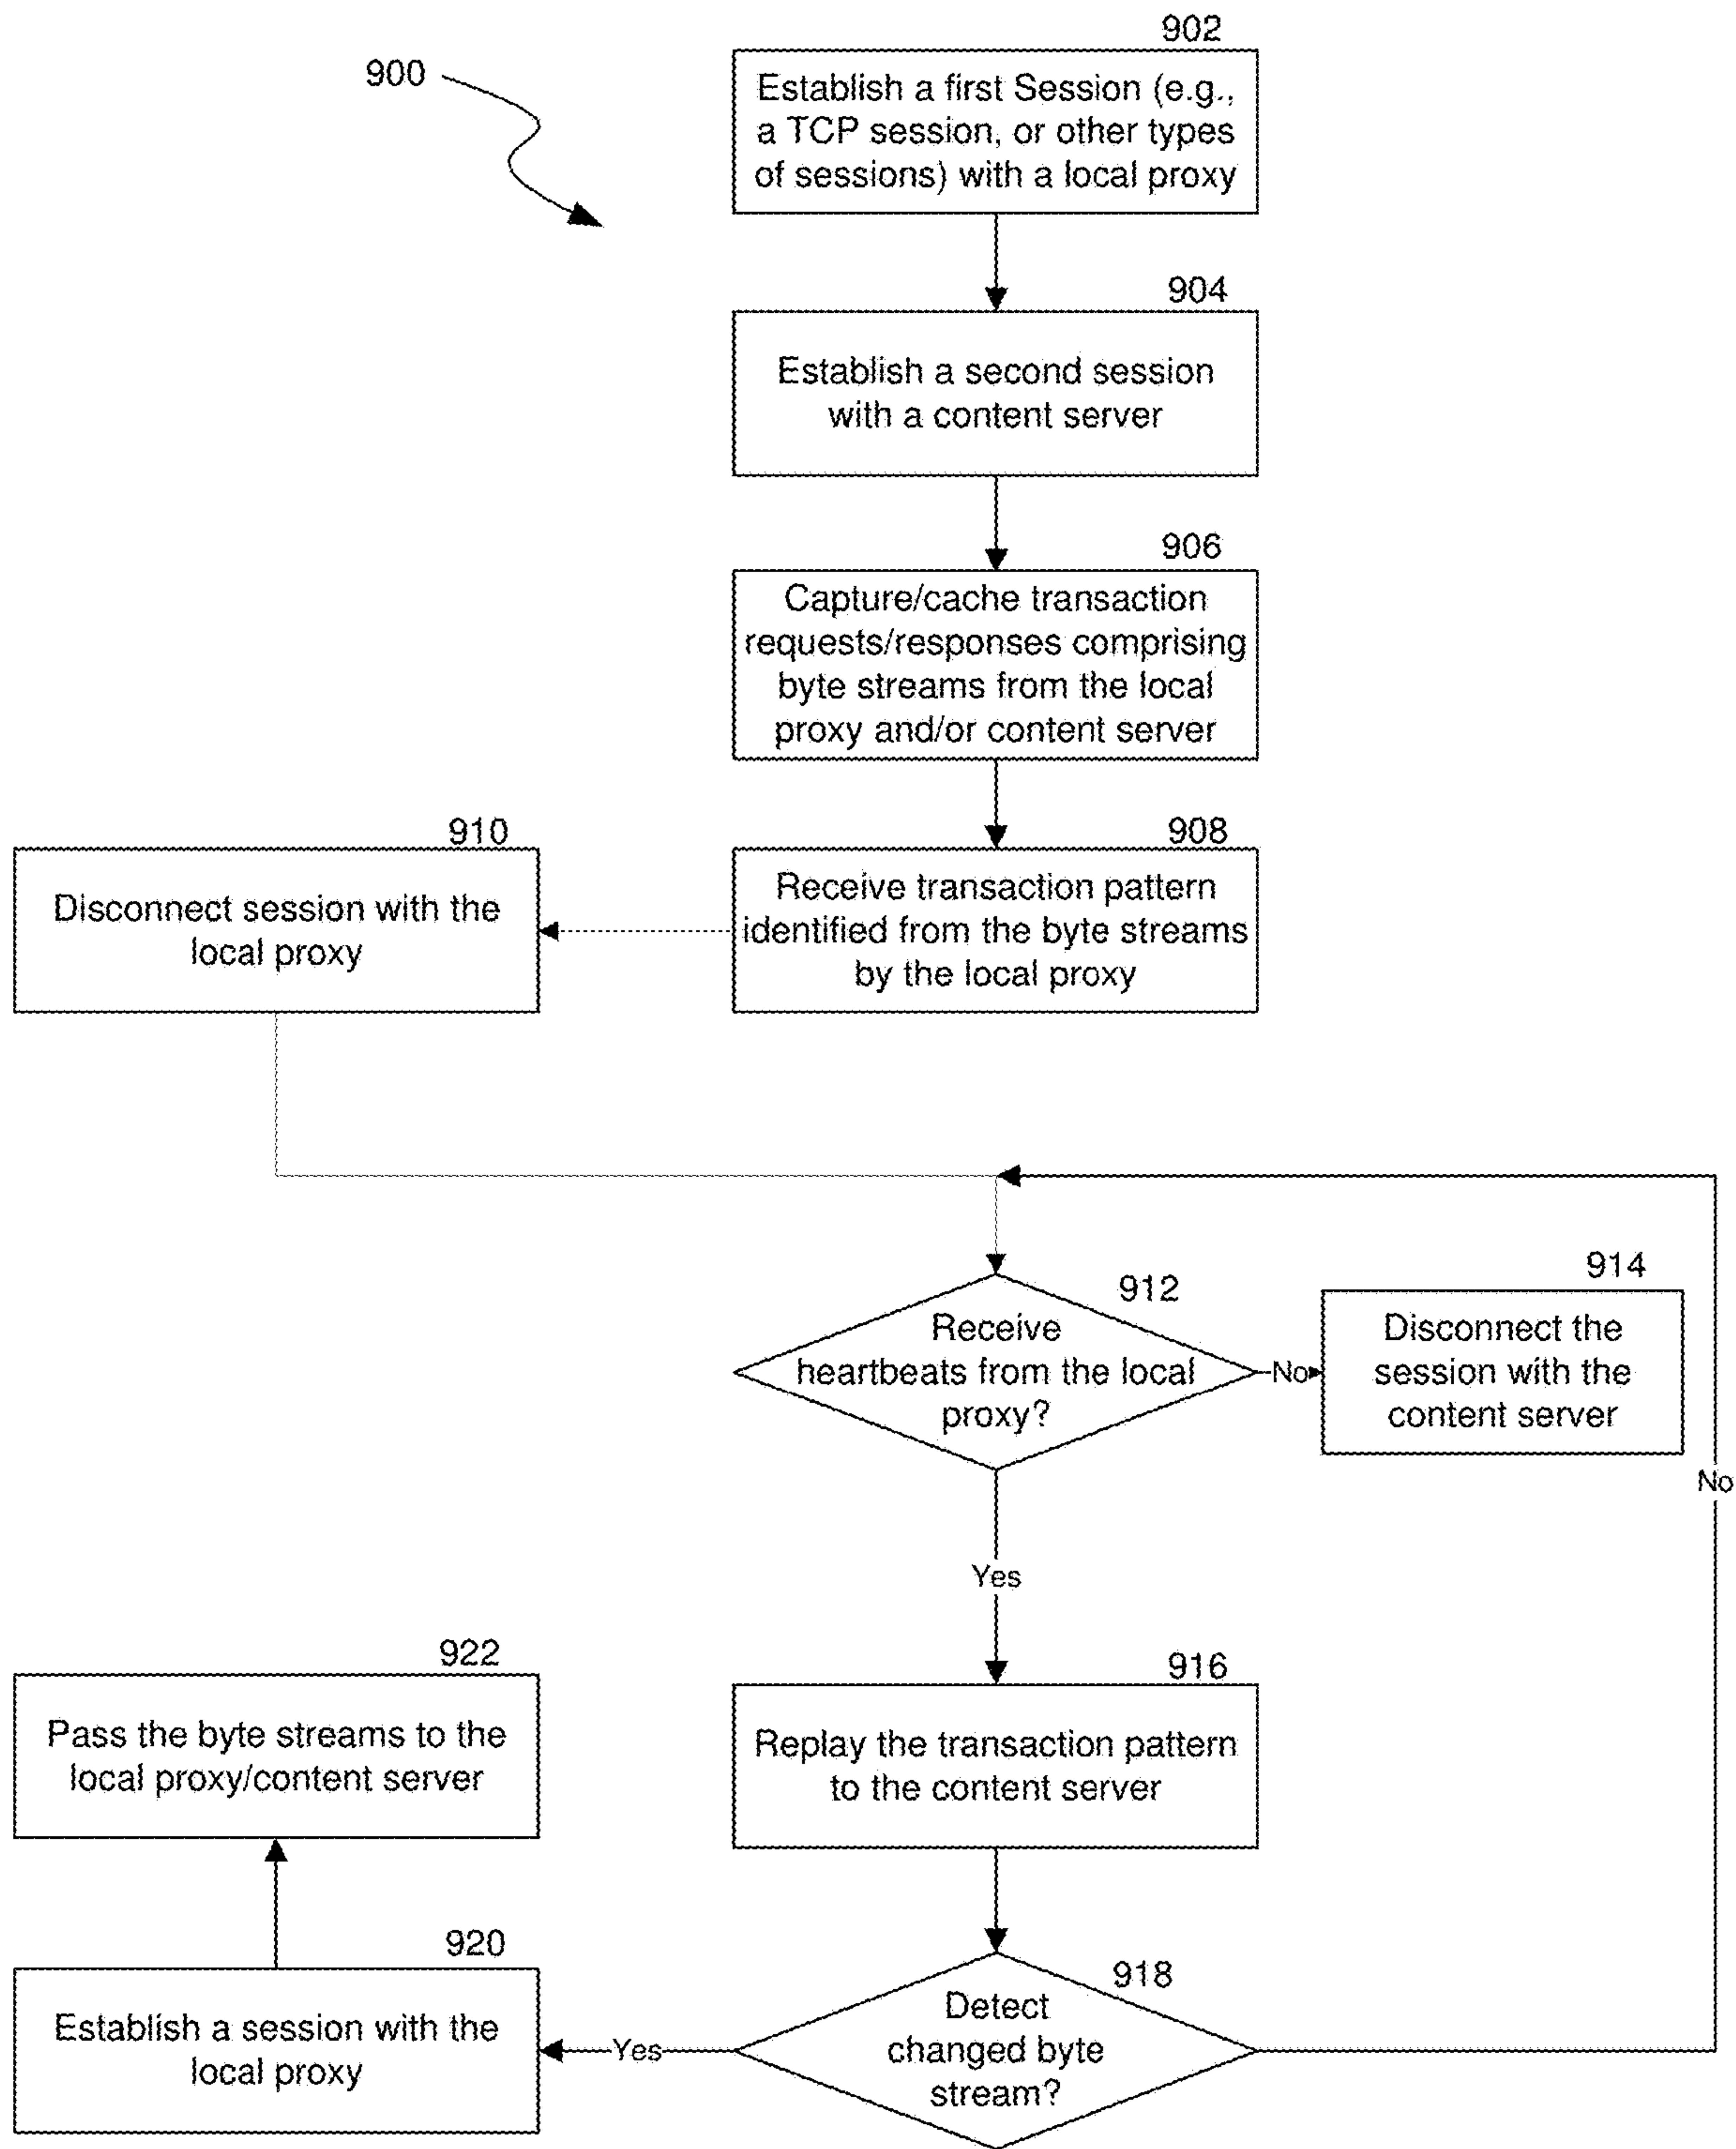 902
900
Establish a first Session (e.g.,
a TCP session, or other types
of sessions) with a local proxy
904
Establish a second session
with a content server
906
Capture/cache transaction
requests/responses comprising
byte streams from the local
proxy and/or content server
910
908
Disconnect session with the
local proxy
Receive transaction pattern
identified from the byte streams
by the local proxy
912
914
Receive
heartbeats from the local
proxy?
No
Disconnect the
session with the
content server
No
Yes
922
916
Pass the byte streams to the
local proxy/content server
Replay the transaction pattern
to the content server
920
918
Establish a session with the
local proxy
Yes
Detect
changed byte
stream?